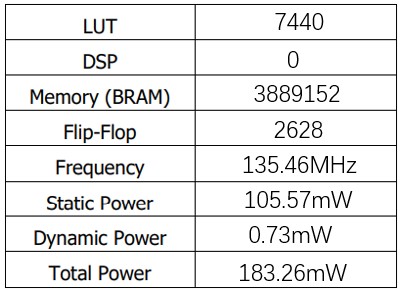 LUT 7440
DSP 0
Memory (BRAM) 3889152
Flip-Flop 2628
Frequency 135.46MHz
Static Power 105.57mW
Dynamic Power 0.73mW
Total Power 183.26mW